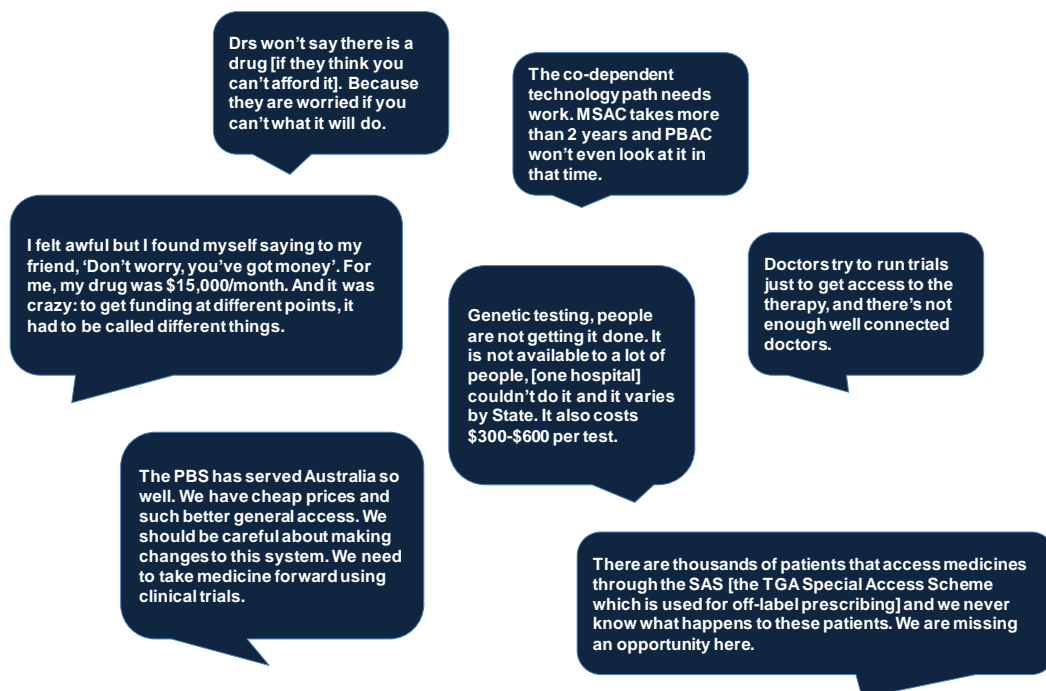 Drs won't say there is a
drug [if they think you
can't afford it]. Because
they are worried if you
can't what it will do.
The co-dependent
technology path needs
work. MSAC takes more
than 2 years and PBAC
won't even look at it in
that time.
I felt awful but I found myself saying to my
friend, 'Don't worry, you've got money'. For
me, my drug was $15,000/month. And it was
crazy: to get funding at different points, it
had to be called different things.
Genetic testing, people
are not getting it done. It
is not available to a lot of
people, [one hospital]
couldn't do it and it varies
by State. It also costs
$300-$600 per test.
Doctors try to run trials
just to get access to the
therapy, and there's not
enough well connected
doctors.
The PBS has served Australia so
well. We have cheap prices and
such better general access. We
should be careful about making
changes to this system. We need
to take medicine forward using
clinical trials.
There are thousands of patients that access medicines
through the SAS [the TGA Special Access Scheme
which is used for off-label prescribing] and we never
know what happens to these patients. We are missing
an opportunity here.